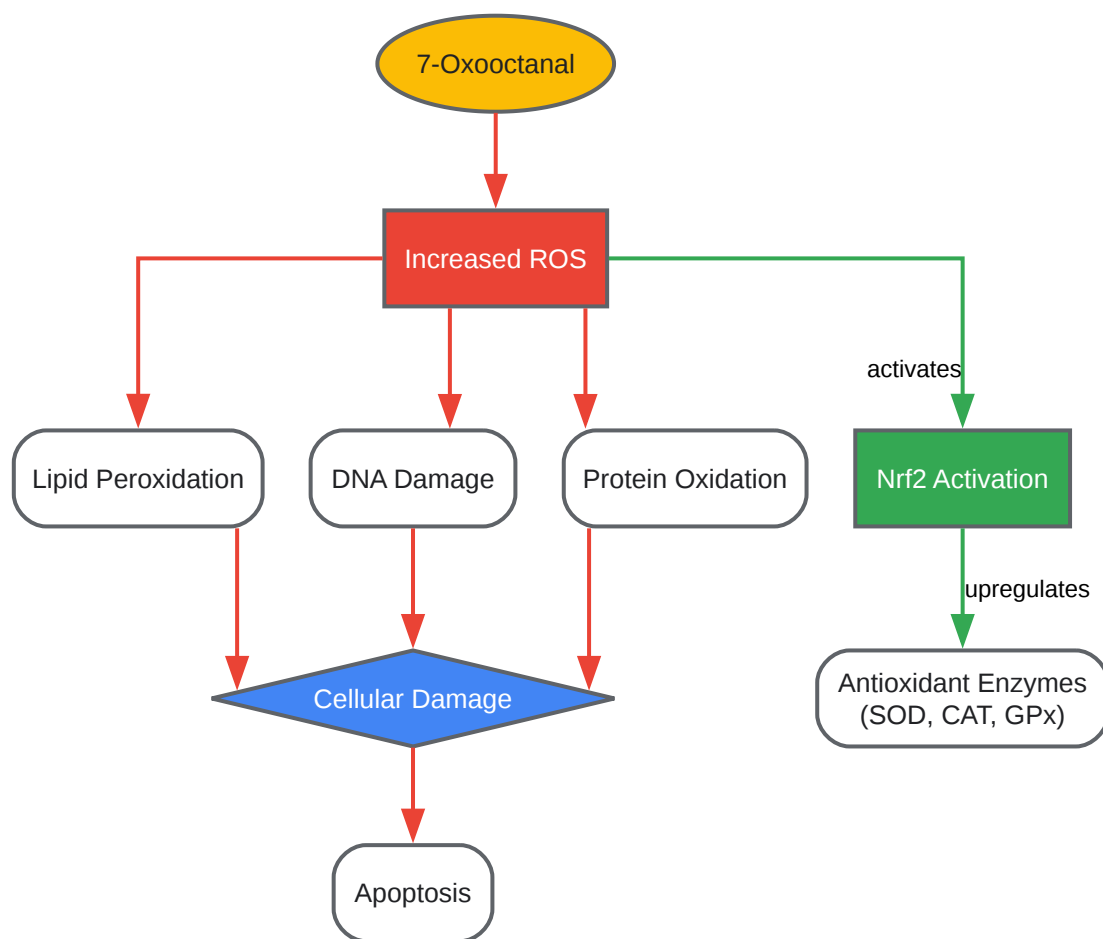 7-Oxooctanal
Increased ROS
activates
Lipid Peroxidation
DNA Damage
Protein Oxidation
Nrf2 Activation
upregulates
Cellular Damage
Antioxidant Enzymes
(SOD, CAT, GPx)
Apoptosis